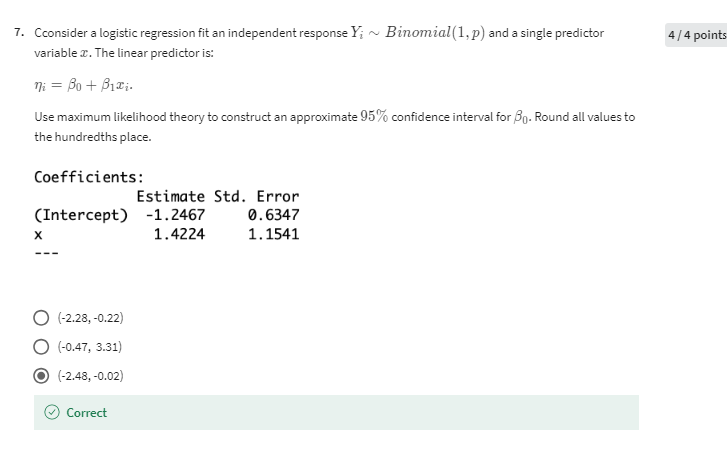 7. Cconsider a logistic regression fit an independent response Yᵢ ∼ Binomial(1, p) and a single predictor
4 / 4 points
variable x. The linear predictor is:
ηᵢ = β₀ + β₁xᵢ.
Use maximum likelihood theory to construct an approximate 95% confidence interval for β₀. Round all values to
the hundredths place.
Coefficients:
Estimate Std. Error
(Intercept) -1.2467 0.6347
x 1.4224 1.1541
---
(-2.28, -0.22)
(-0.47, 3.31)
(-2.48, -0.02)
Correct